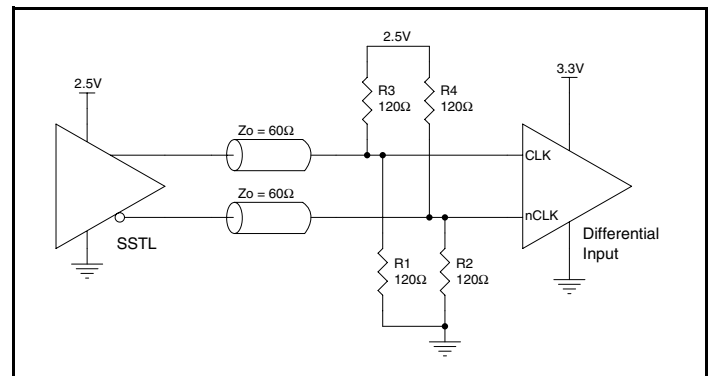 2.5V
3.3V
2.5V
R3
120Ω
R4
120Ω
Zo = 60Ω
CLK
Zo = 60Ω
nCLK
SSTL
Differential
Input
R1
120Ω
R2
120Ω